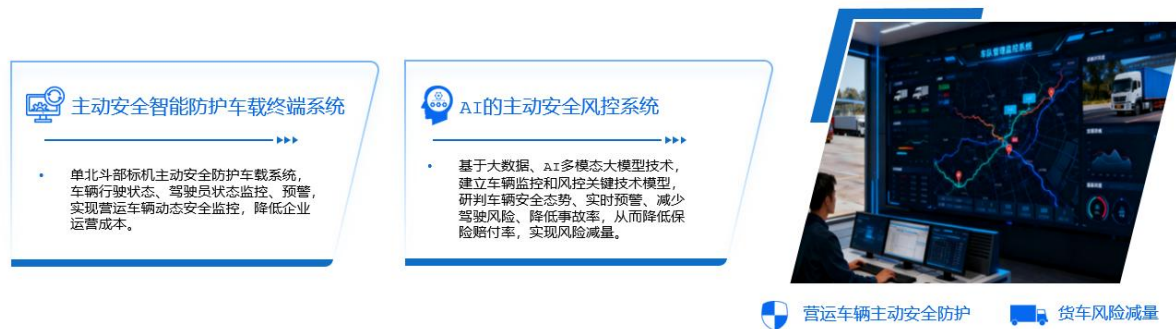 主动安全智能防护车载终端系统
单北斗部标机主动安全防护车载系统，
车辆行驶状态、驾驶员状态监控、预警，
实现营运车辆动态安全监控，降低企业
运营成本。
AI的主动安全风控系统
基于大数据、AI多模态大模型技术，
建立车辆监控和风控关键技术模型，
研判车辆安全态势、实时预警、减少
驾驶风险、降低事故率，从而降低保
险赔付率，实现风险减量。
车队管理监控系统
营运车辆主动安全防护
货车风险减量